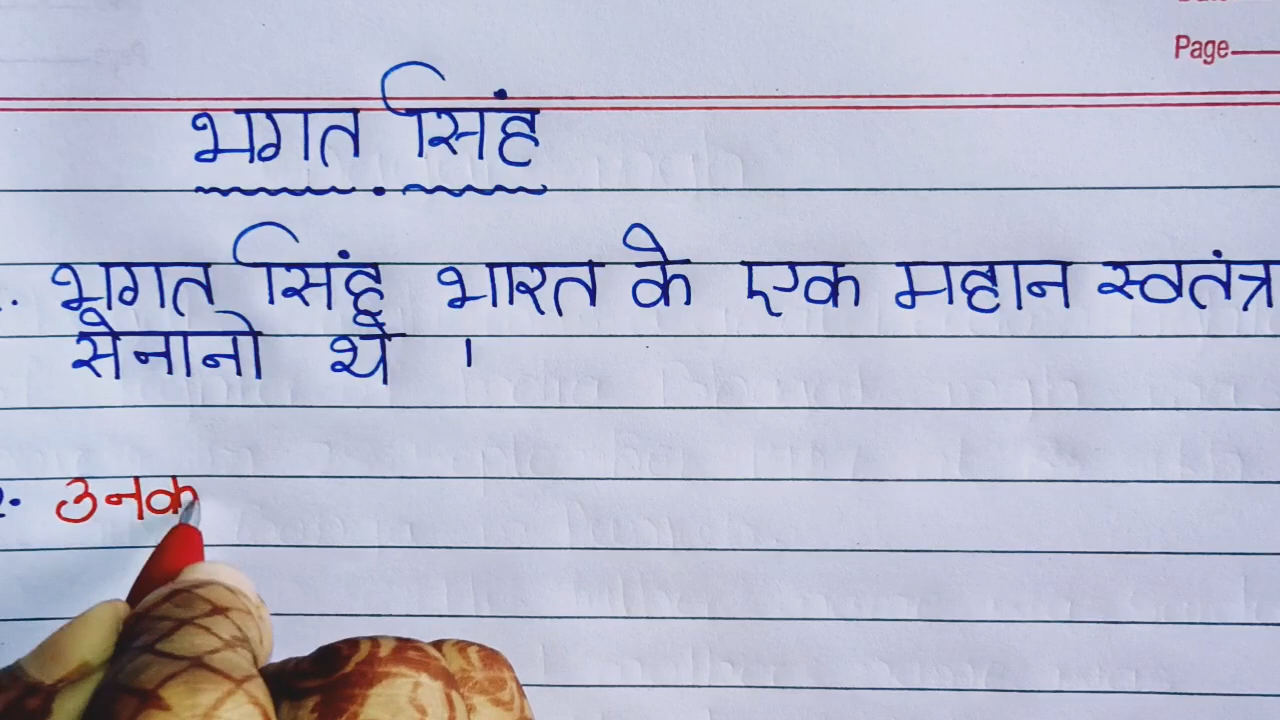 Page
भगत सिंह
भगत सिंह भारत के एक महान स्वतंत्र
सेनानी थे ।
उनक